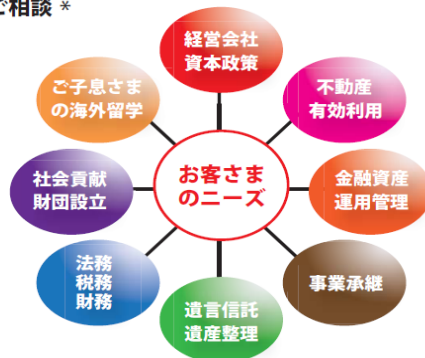 ご相談 *
経営会社
資本政策
ご子息さま
の海外留学
不動産
有効利用
お客さま
のニーズ
社会貢献
財団設立
金融資産
運用管理
法務
税務
財務
事業承継
遺言信託
遺産整理